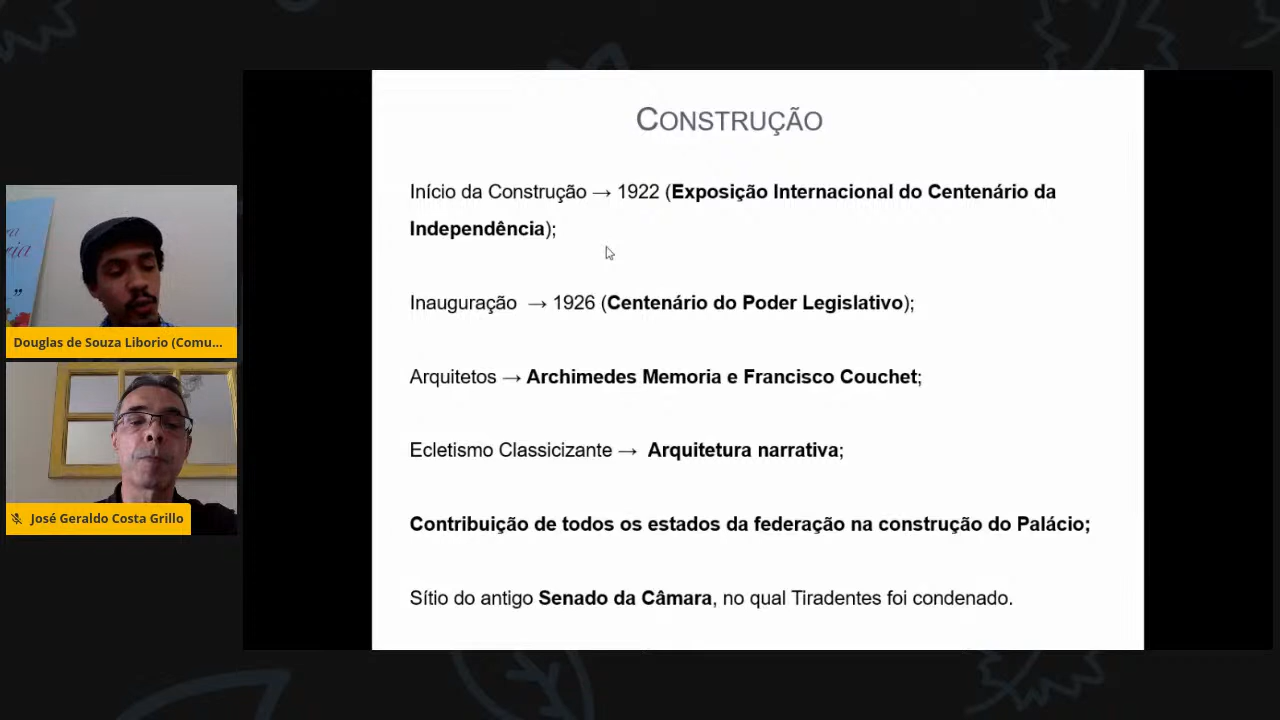 CONSTRUÇÃO
Início da Construção → 1922 (Exposição Internacional do Centenário da
Independência);
Inauguração → 1926 (Centenário do Poder Legislativo);
Arquitetos → Archimedes Memoria e Francisco Couchet;
Ecletismo Classicizante → Arquitetura narrativa;
Contribuição de todos os estados da federação na construção do Palácio;
Sítio do antigo Senado da Câmara, no qual Tiradentes foi condenado.
Douglas de Souza Liborio (Comu...
José Geraldo Costa Grillo